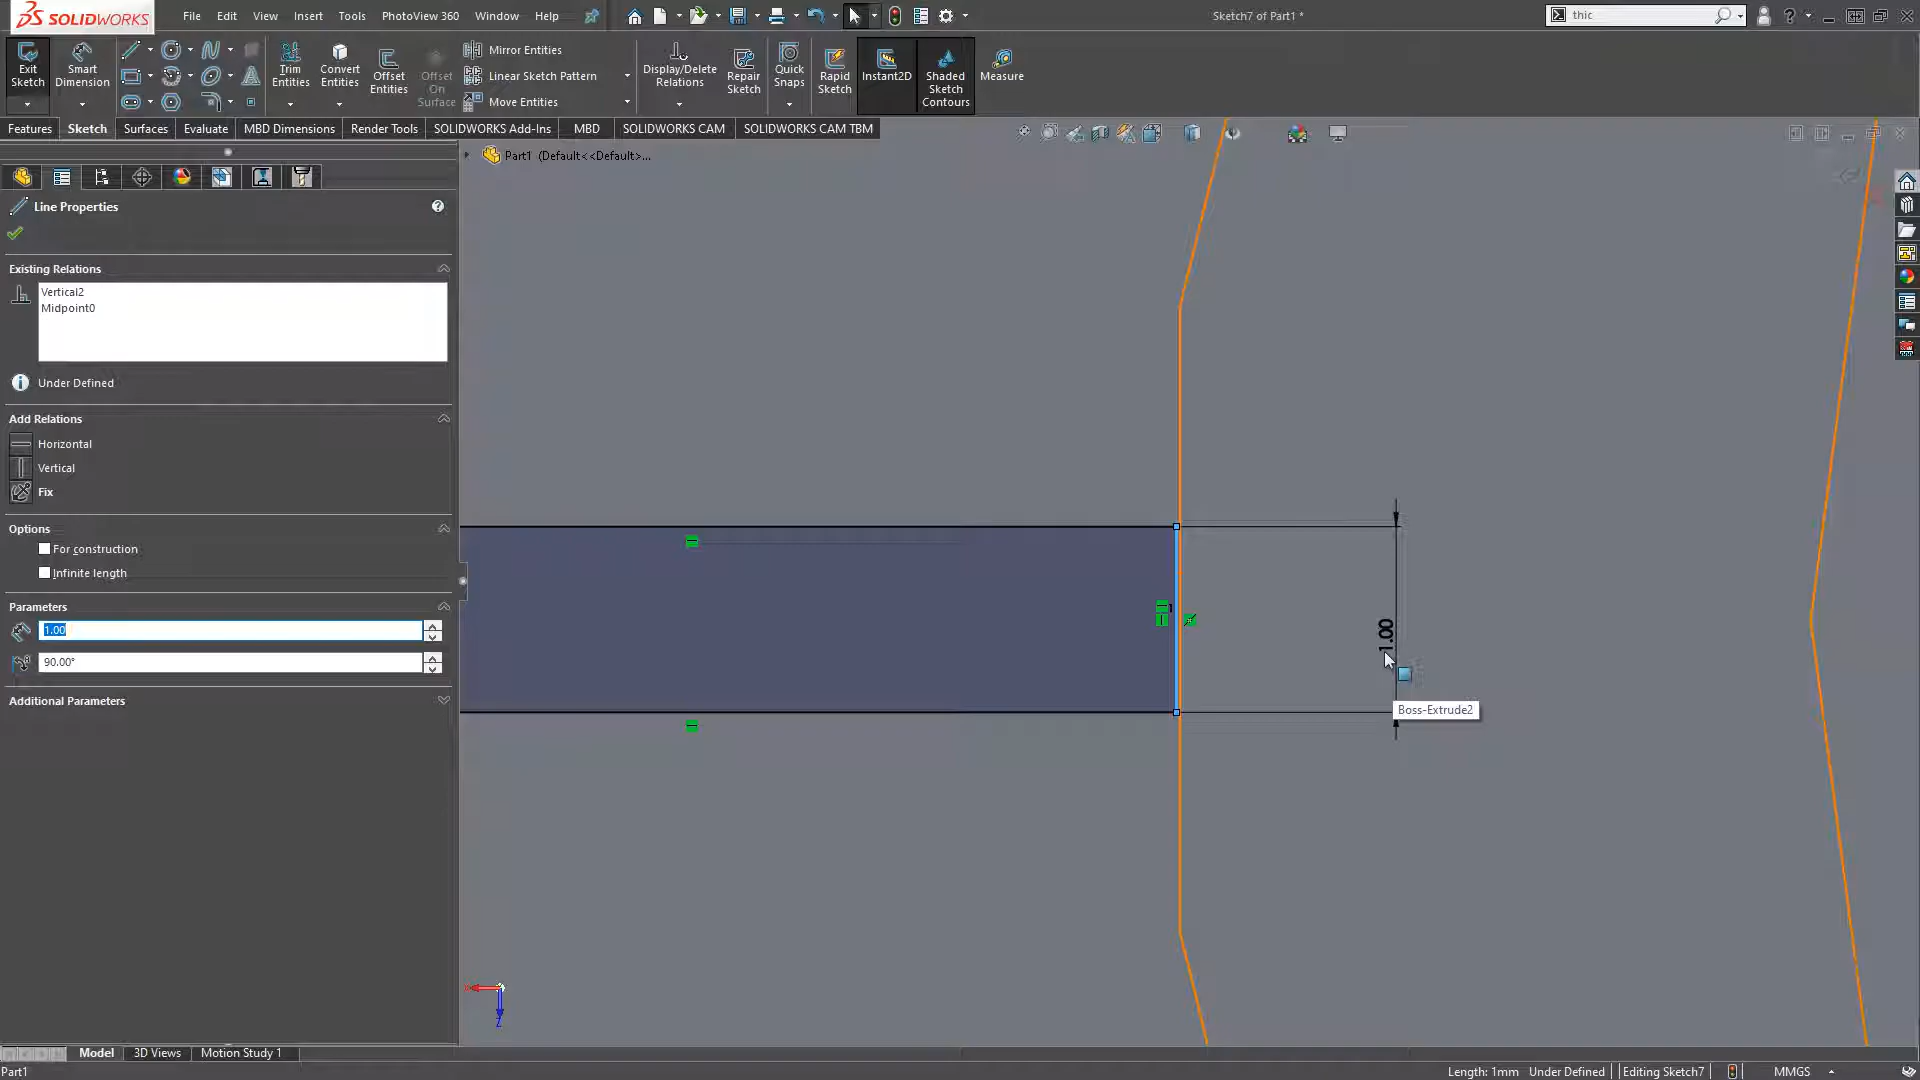 SOLIDWORKS
File
Edit
View
Insert
Tools
PhotoView 360
Window
Help
Sketch7 of Part1 *
thic
Exit Sketch
Smart Dimension
Trim Entities
Convert Entities
Offset Entities
Offset On Surface
Mirror Entities
Linear Sketch Pattern
Move Entities
Display/Delete Relations
Repair Sketch
Quick Snaps
Rapid Sketch
Instant2D
Shaded Sketch Contours
Measure
Features
Sketch
Surfaces
Evaluate
MBD Dimensions
Render Tools
SOLIDWORKS Add-Ins
MBD
SOLIDWORKS CAM
SOLIDWORKS CAM TBM
Part1 (Default<<Default>...
Line Properties
Existing Relations
Vertical2
Midpoint0
Under Defined
Add Relations
Horizontal
Vertical
Fix
Options
For construction
Infinite length
Parameters
1.00
90.00°
Additional Parameters
1
1.00
Boss-Extrude2
Z
Model
3D Views
Motion Study 1
Part1
Length: 1mm
Under Defined
Editing Sketch7
MMGS